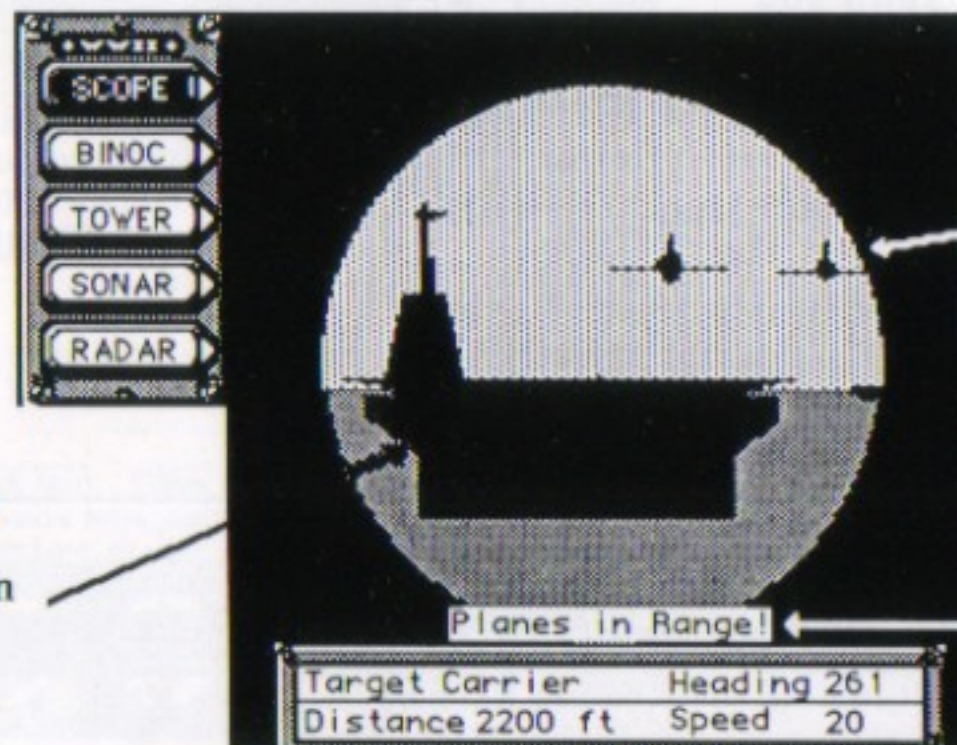 SCOPE
BINOC
TOWER
SONAR
RADAR
n
Planes in Range!
Target Carrier Heading 261
Distance 2200 ft Speed 20